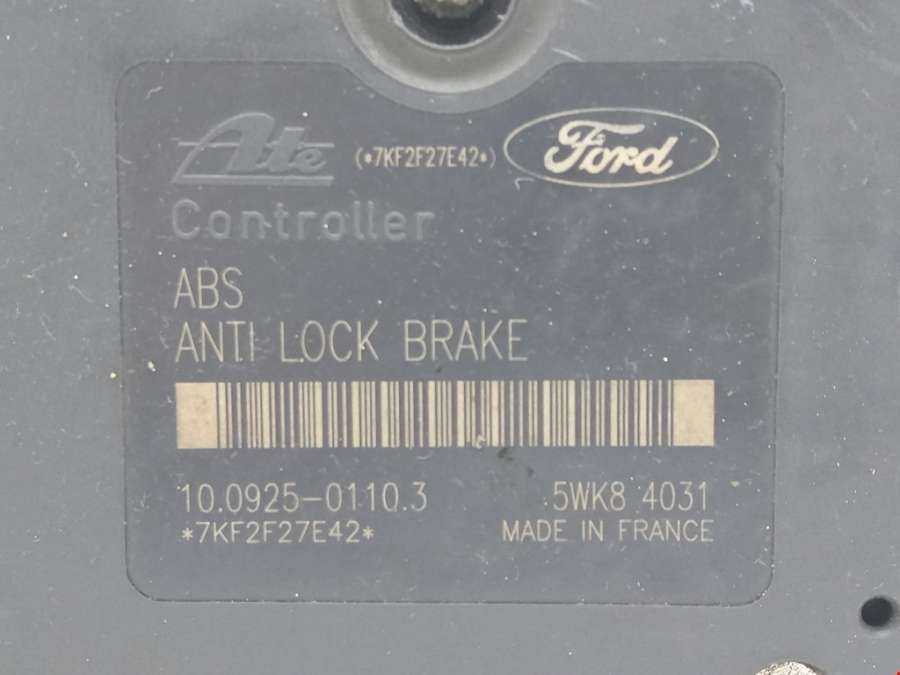 Ate (*7KF2F27E42*) Ford
Controller
ABS
ANTI LOCK BRAKE
10.0925-0110.3 5WK8 4031
*7KF2F27E42* MADE IN FRANCE